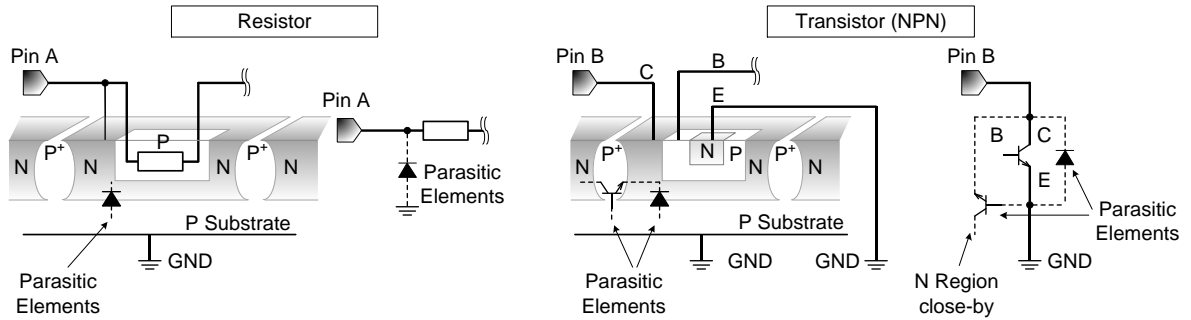 Resistor
Transistor (NPN)
Pin A
Pin B
B
Pin B
C
E
Pin A
P
N
P+
N
N
P+
N
N
P+
N
N
P
N
P+
N
B
C
E
Parasitic
Elements
P Substrate
P Substrate
Parasitic
Elements
GND
Parasitic
Elements
GND
GND
Parasitic
Elements
GND
N Region
close-by